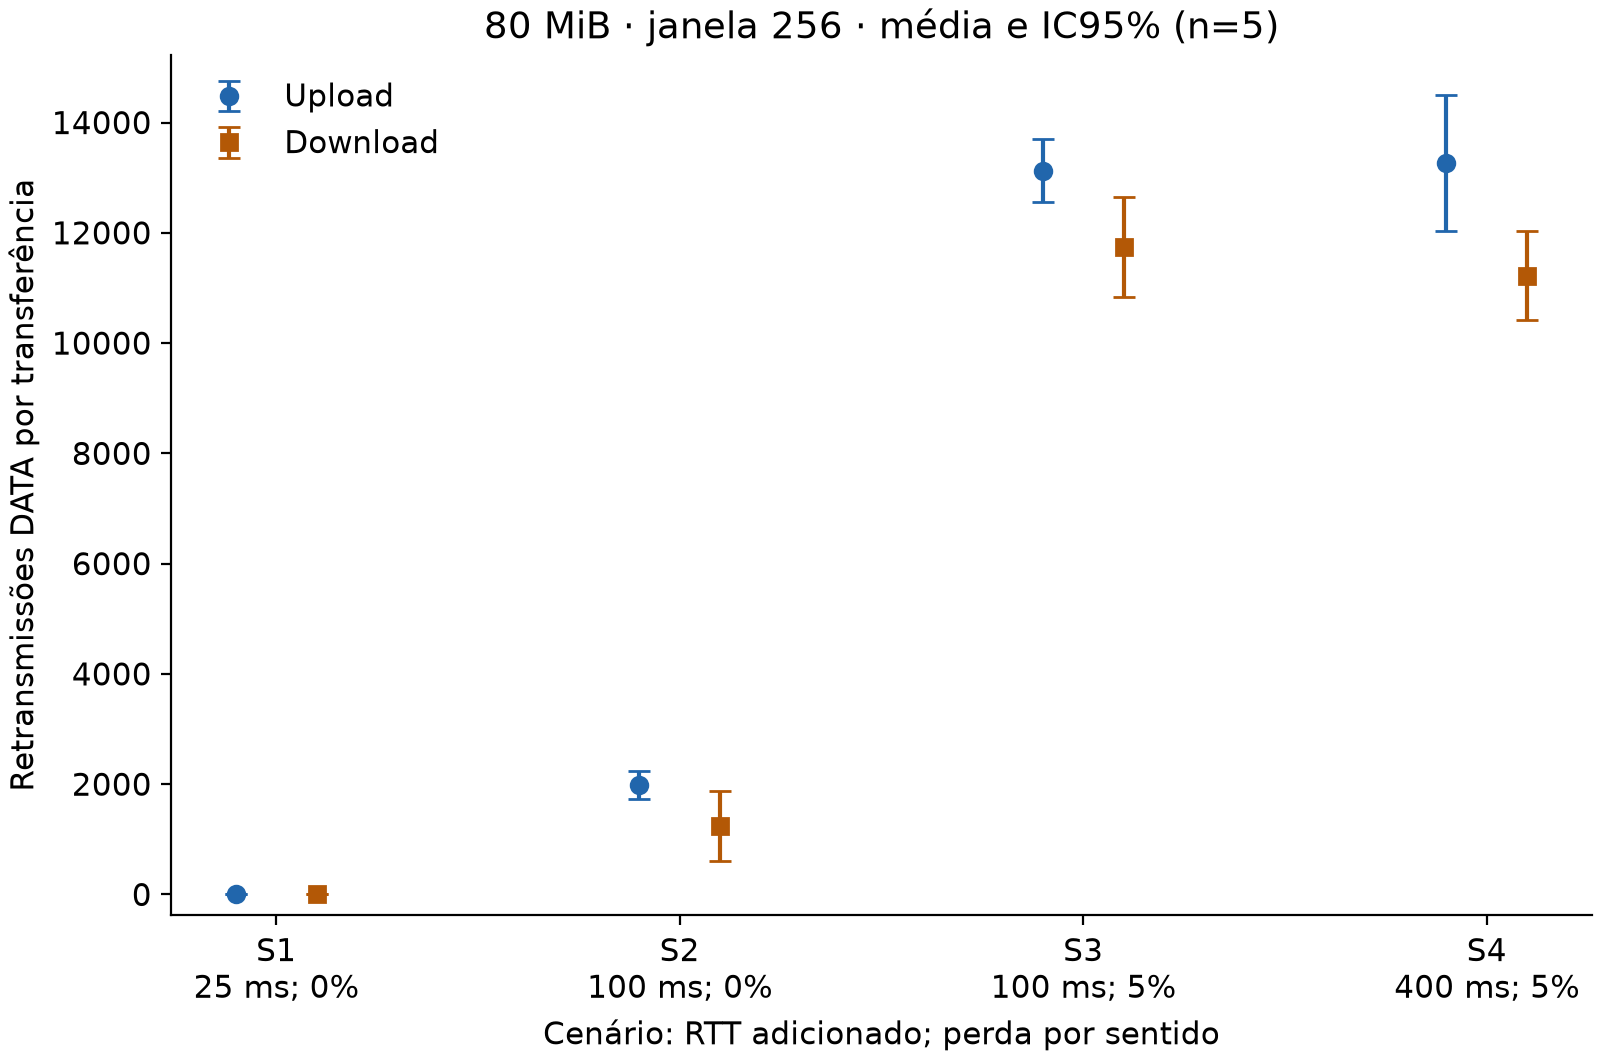 80 MiB · janela 256 · média e IC95% (n=5)
Upload
Download
Retransmissões DATA por transferência
14000
12000
10000
8000
6000
4000
2000
0
S1
25 ms; 0%
S2
100 ms; 0%
S3
100 ms; 5%
S4
400 ms; 5%
Cenário: RTT adicionado; perda por sentido